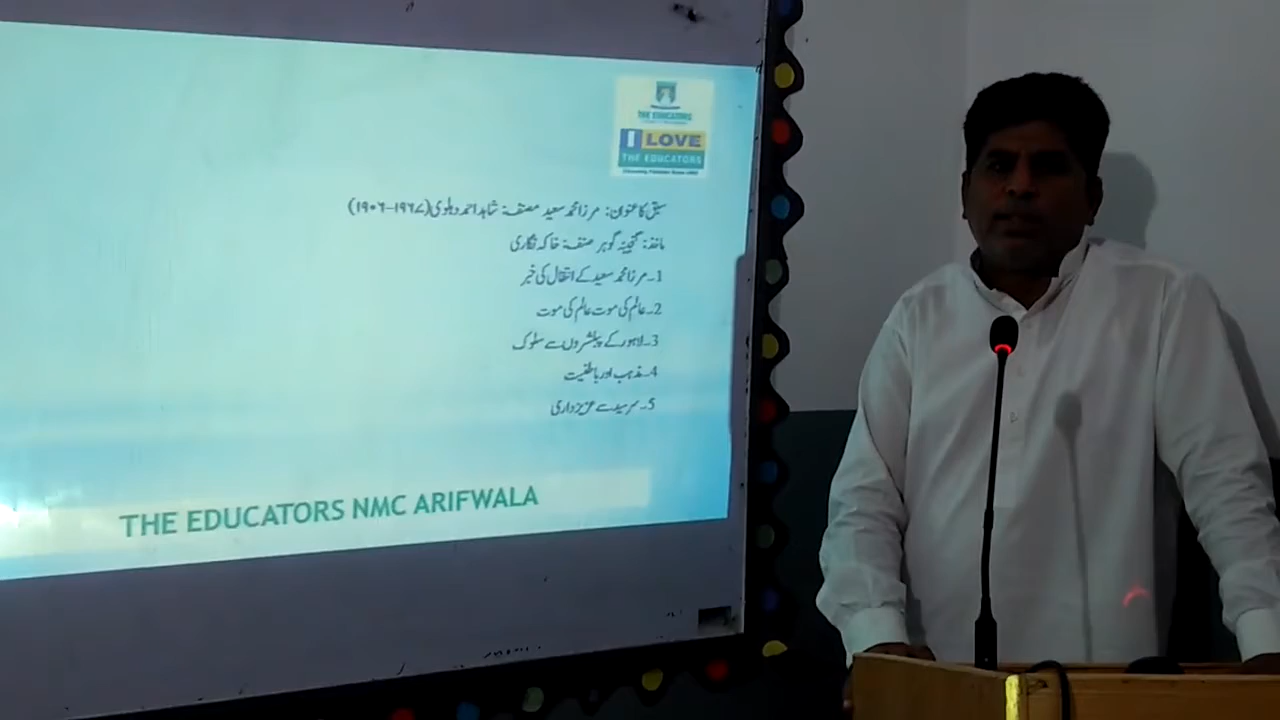 THE EDUCATORS
I LOVE
THE EDUCATORS
سبق کا عنوان: مرزا محمد سعید مصنف: شاہد احمد دہلوی(۱۹۶۷-۱۹۰۶)
ماخذ: گنجینہ گوہر صنف: خاکہ نگاری
1۔مرزا محمد سعید کے انتقال کی خبر
2۔عالم کی موت عالم کی موت
3۔لاہور کے پبلشروں سے سلوک
4۔مذہب اور باطنیت
5۔سرسید سے عزیزداری
THE EDUCATORS NMC ARIFWALA